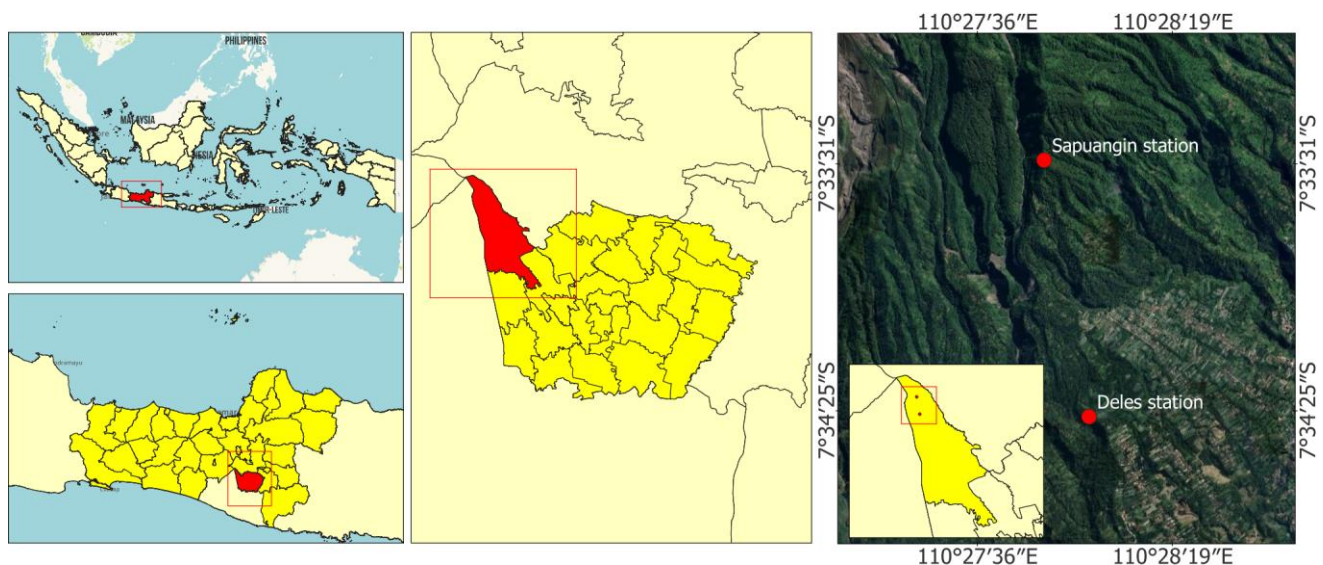 PHILIPPINES
MALAYSIA
NESIA
110°27'36"E
110°28'19"E
Sapuangin station
7°33'31"S
7°33'31"S
Deles station
7°34'25"S
7°34'25"S
110°27'36"E
110°28'19"E